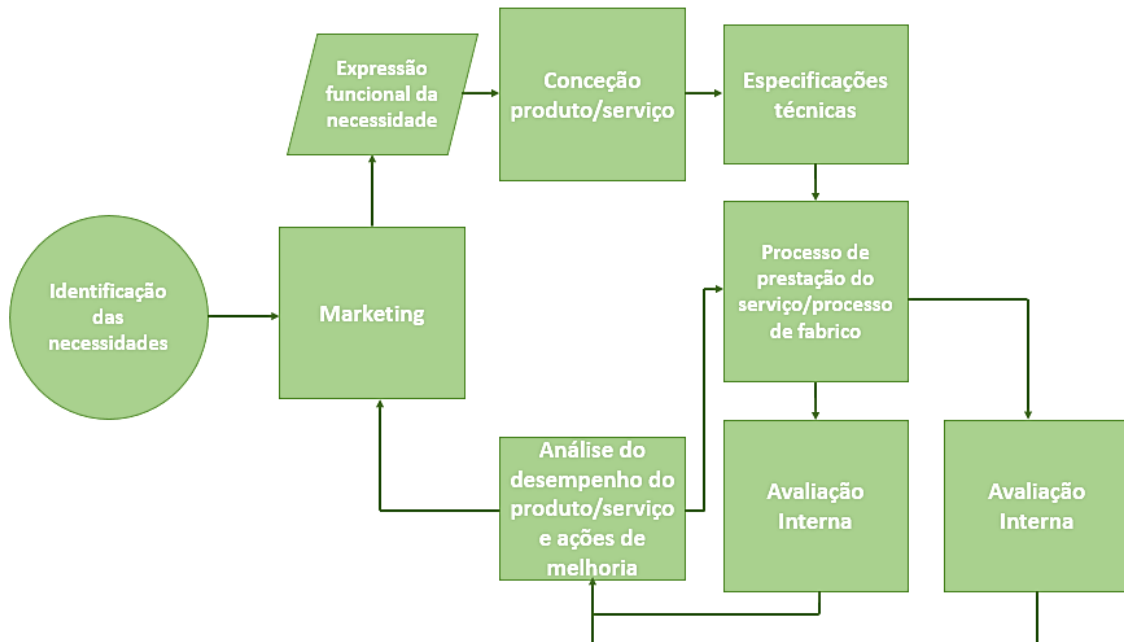 Expressão
funcional da
necessidade
Conceção
produto/serviço
Especificações
técnicas
Identificação
das
necessidades
Marketing
Processo de
prestação do
serviço/processo
de fabrico
Análise do
desempenho do
produto/serviço
e ações de
melhoria
Avaliação
Interna
Avaliação
Interna